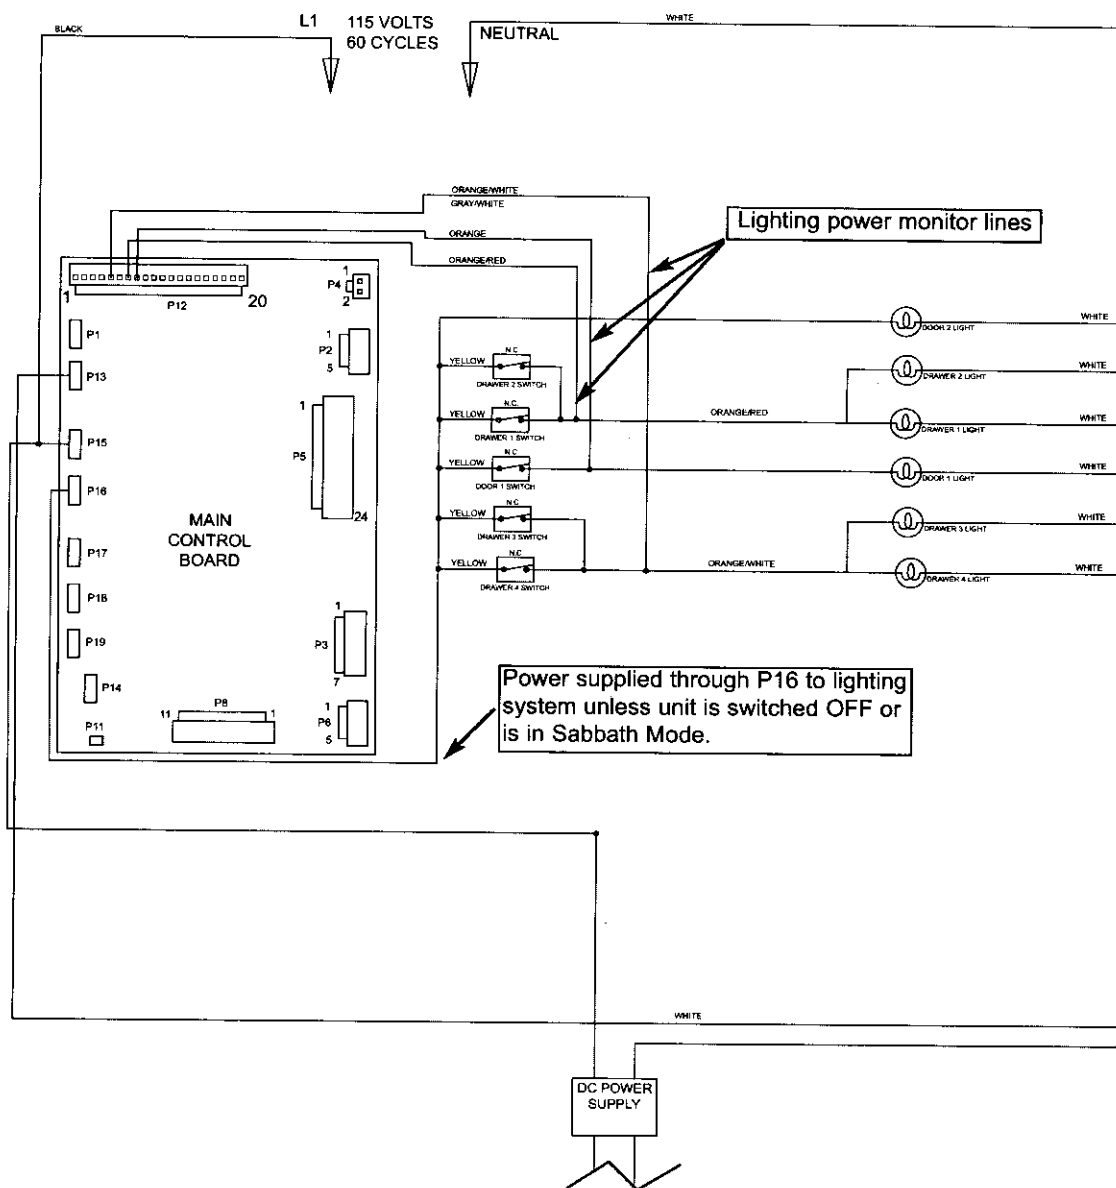 L1 115 VOLTS
60 CYCLES
NEUTRAL
BLACK
WHITE
ORANGE/WHITE
GRAY/WHITE
ORANGE
ORANGE/RED
Lighting power monitor lines
1 20
P12
P4 1
2
P1
P2 1
5
P13
P15
P16
P5 1
24
MAIN
CONTROL
BOARD
P17
P18
P19
P14
P11
P3 1
7
P8
11 1
P6 1
5
DOOR 2 LIGHT WHITE
YELLOW N.C
DRAWER 2 SWITCH
DRAWER 2 LIGHT WHITE
YELLOW N.C.
DRAWER 1 SWITCH
ORANGE/RED
DRAWER 1 LIGHT WHITE
YELLOW N.C
DOOR 1 SWITCH
DOOR 1 LIGHT WHITE
YELLOW N.C
DRAWER 3 SWITCH
DRAWER 3 LIGHT WHITE
YELLOW N.C
DRAWER 4 SWITCH
ORANGE/WHITE
DRAWER 4 LIGHT WHITE
Power supplied through P16 to lighting
system unless unit is switched OFF or
is in Sabbath Mode.
WHITE
DC POWER
SUPPLY